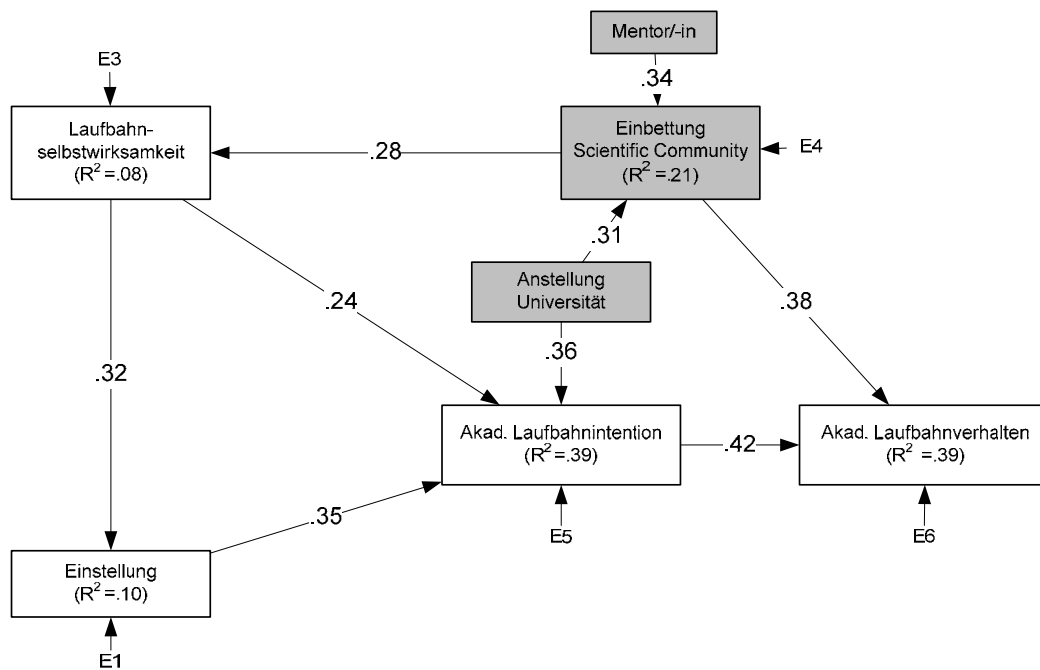 Mentor/-in
E3
.34
Laufbahn-
selbstwirksamkeit
(R² =.08)
Einbettung
Scientific Community
(R² =.21)
E4
.28
.31
Anstellung
Universität
.24
.38
.36
.32
Akad. Laufbahnintention
(R² =.39)
.42
Akad. Laufbahnverhalten
(R² =.39)
.35
E5
E6
Einstellung
(R² =.10)
E1